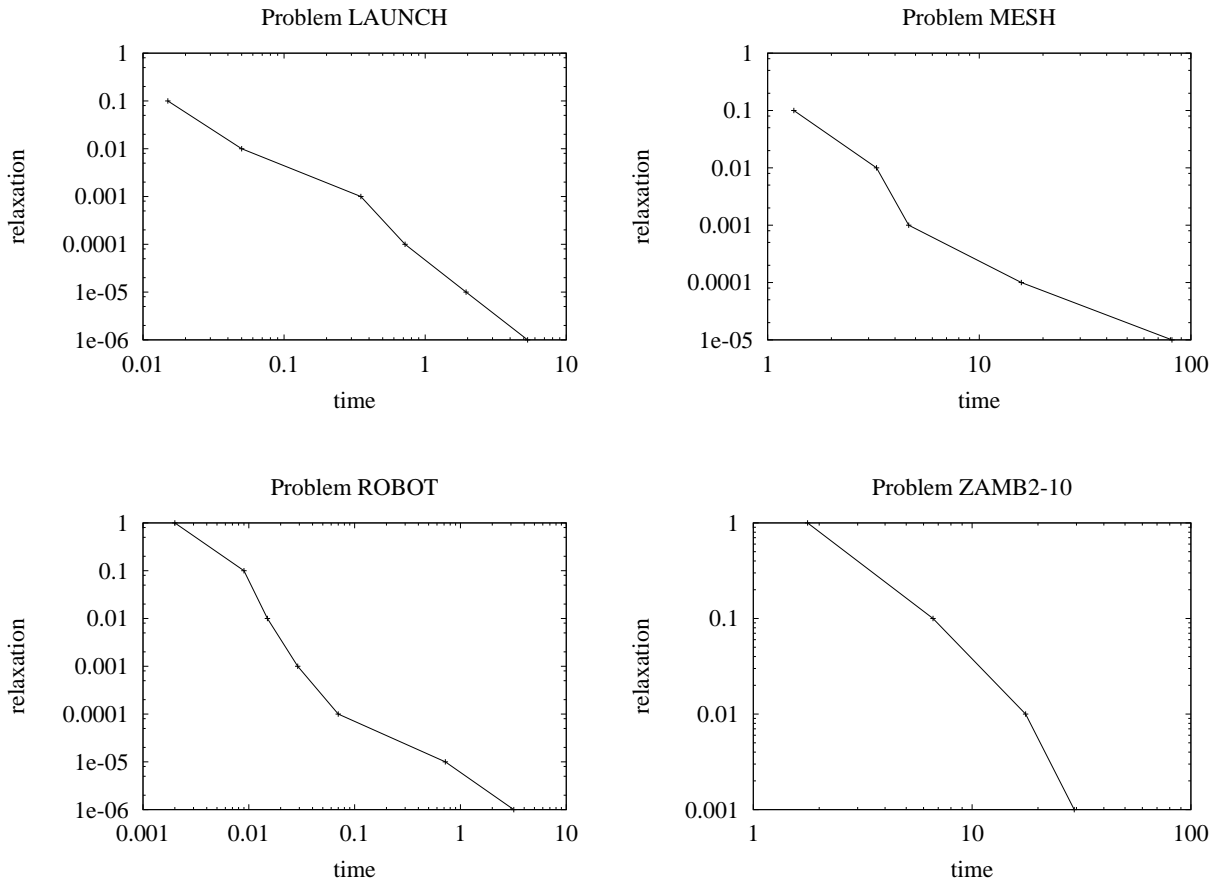 Problem LAUNCH
1
0.1
0.01
0.001
0.0001
1e-05
1e-06
relaxation
0.01 0.1 1 10
time
Problem MESH
1
0.1
0.01
0.001
0.0001
1e-05
relaxation
1 10 100
time
Problem ROBOT
1
0.1
0.01
0.001
0.0001
1e-05
1e-06
relaxation
0.001 0.01 0.1 1 10
time
Problem ZAMB2-10
1
0.1
0.01
0.001
relaxation
1 10 100
time